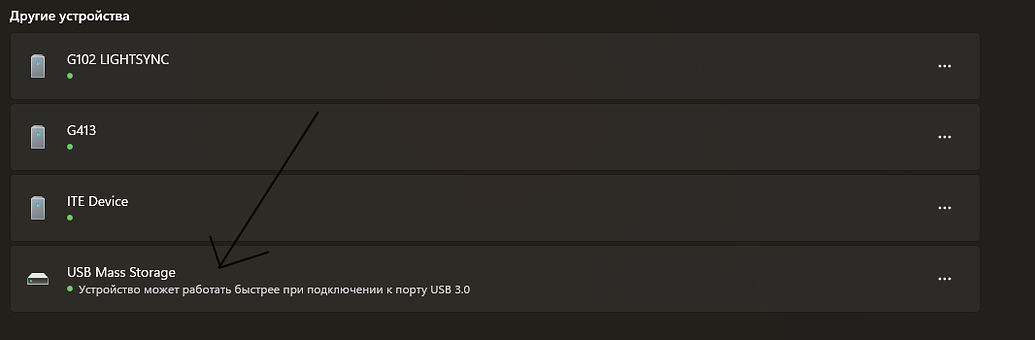 Другие устройства
G102 LIGHTSYNC
G413
ITE Device
USB Mass Storage
Устройство может работать быстрее при подключении к порту USB 3.0